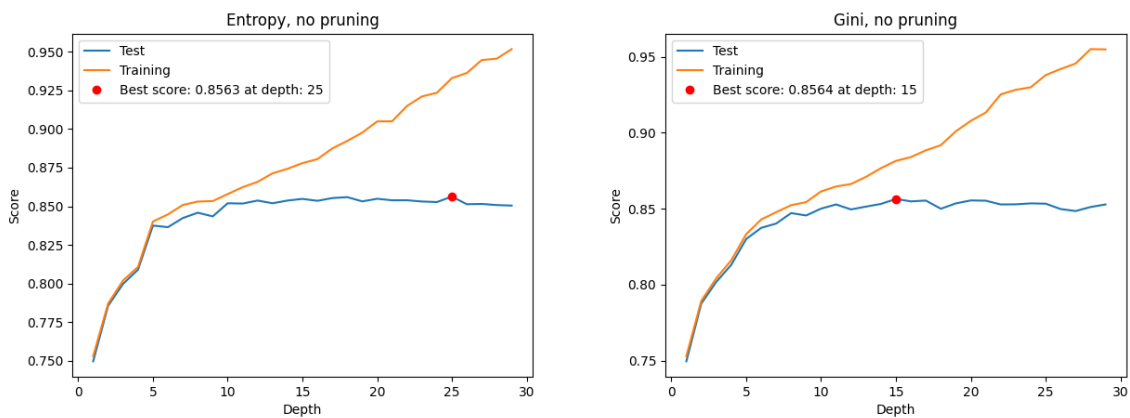 Entropy, no pruning
Test
Training
Best score: 0.8563 at depth: 25
0.950
0.925
0.900
0.875
0.850
0.825
0.800
0.775
0.750
Score
0 5 10 15 20 25 30
Depth
Gini, no pruning
Test
Training
Best score: 0.8564 at depth: 15
0.95
0.90
0.85
0.80
0.75
Score
0 5 10 15 20 25 30
Depth